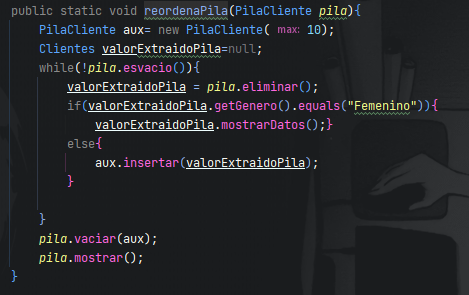 public static void reordenaPila(PilaCliente pila){
PilaCliente aux= new PilaCliente( max: 10);
Clientes valorExtraidoPila=null;
while(!pila.esvacio()){
valorExtraidoPila = pila.eliminar();
if(valorExtraidoPila.getGenero().equals("Femenino")){
valorExtraidoPila.mostrarDatos();}
else{
aux.insertar(valorExtraidoPila);
}
}
pila.vaciar(aux);
pila.mostrar();
}